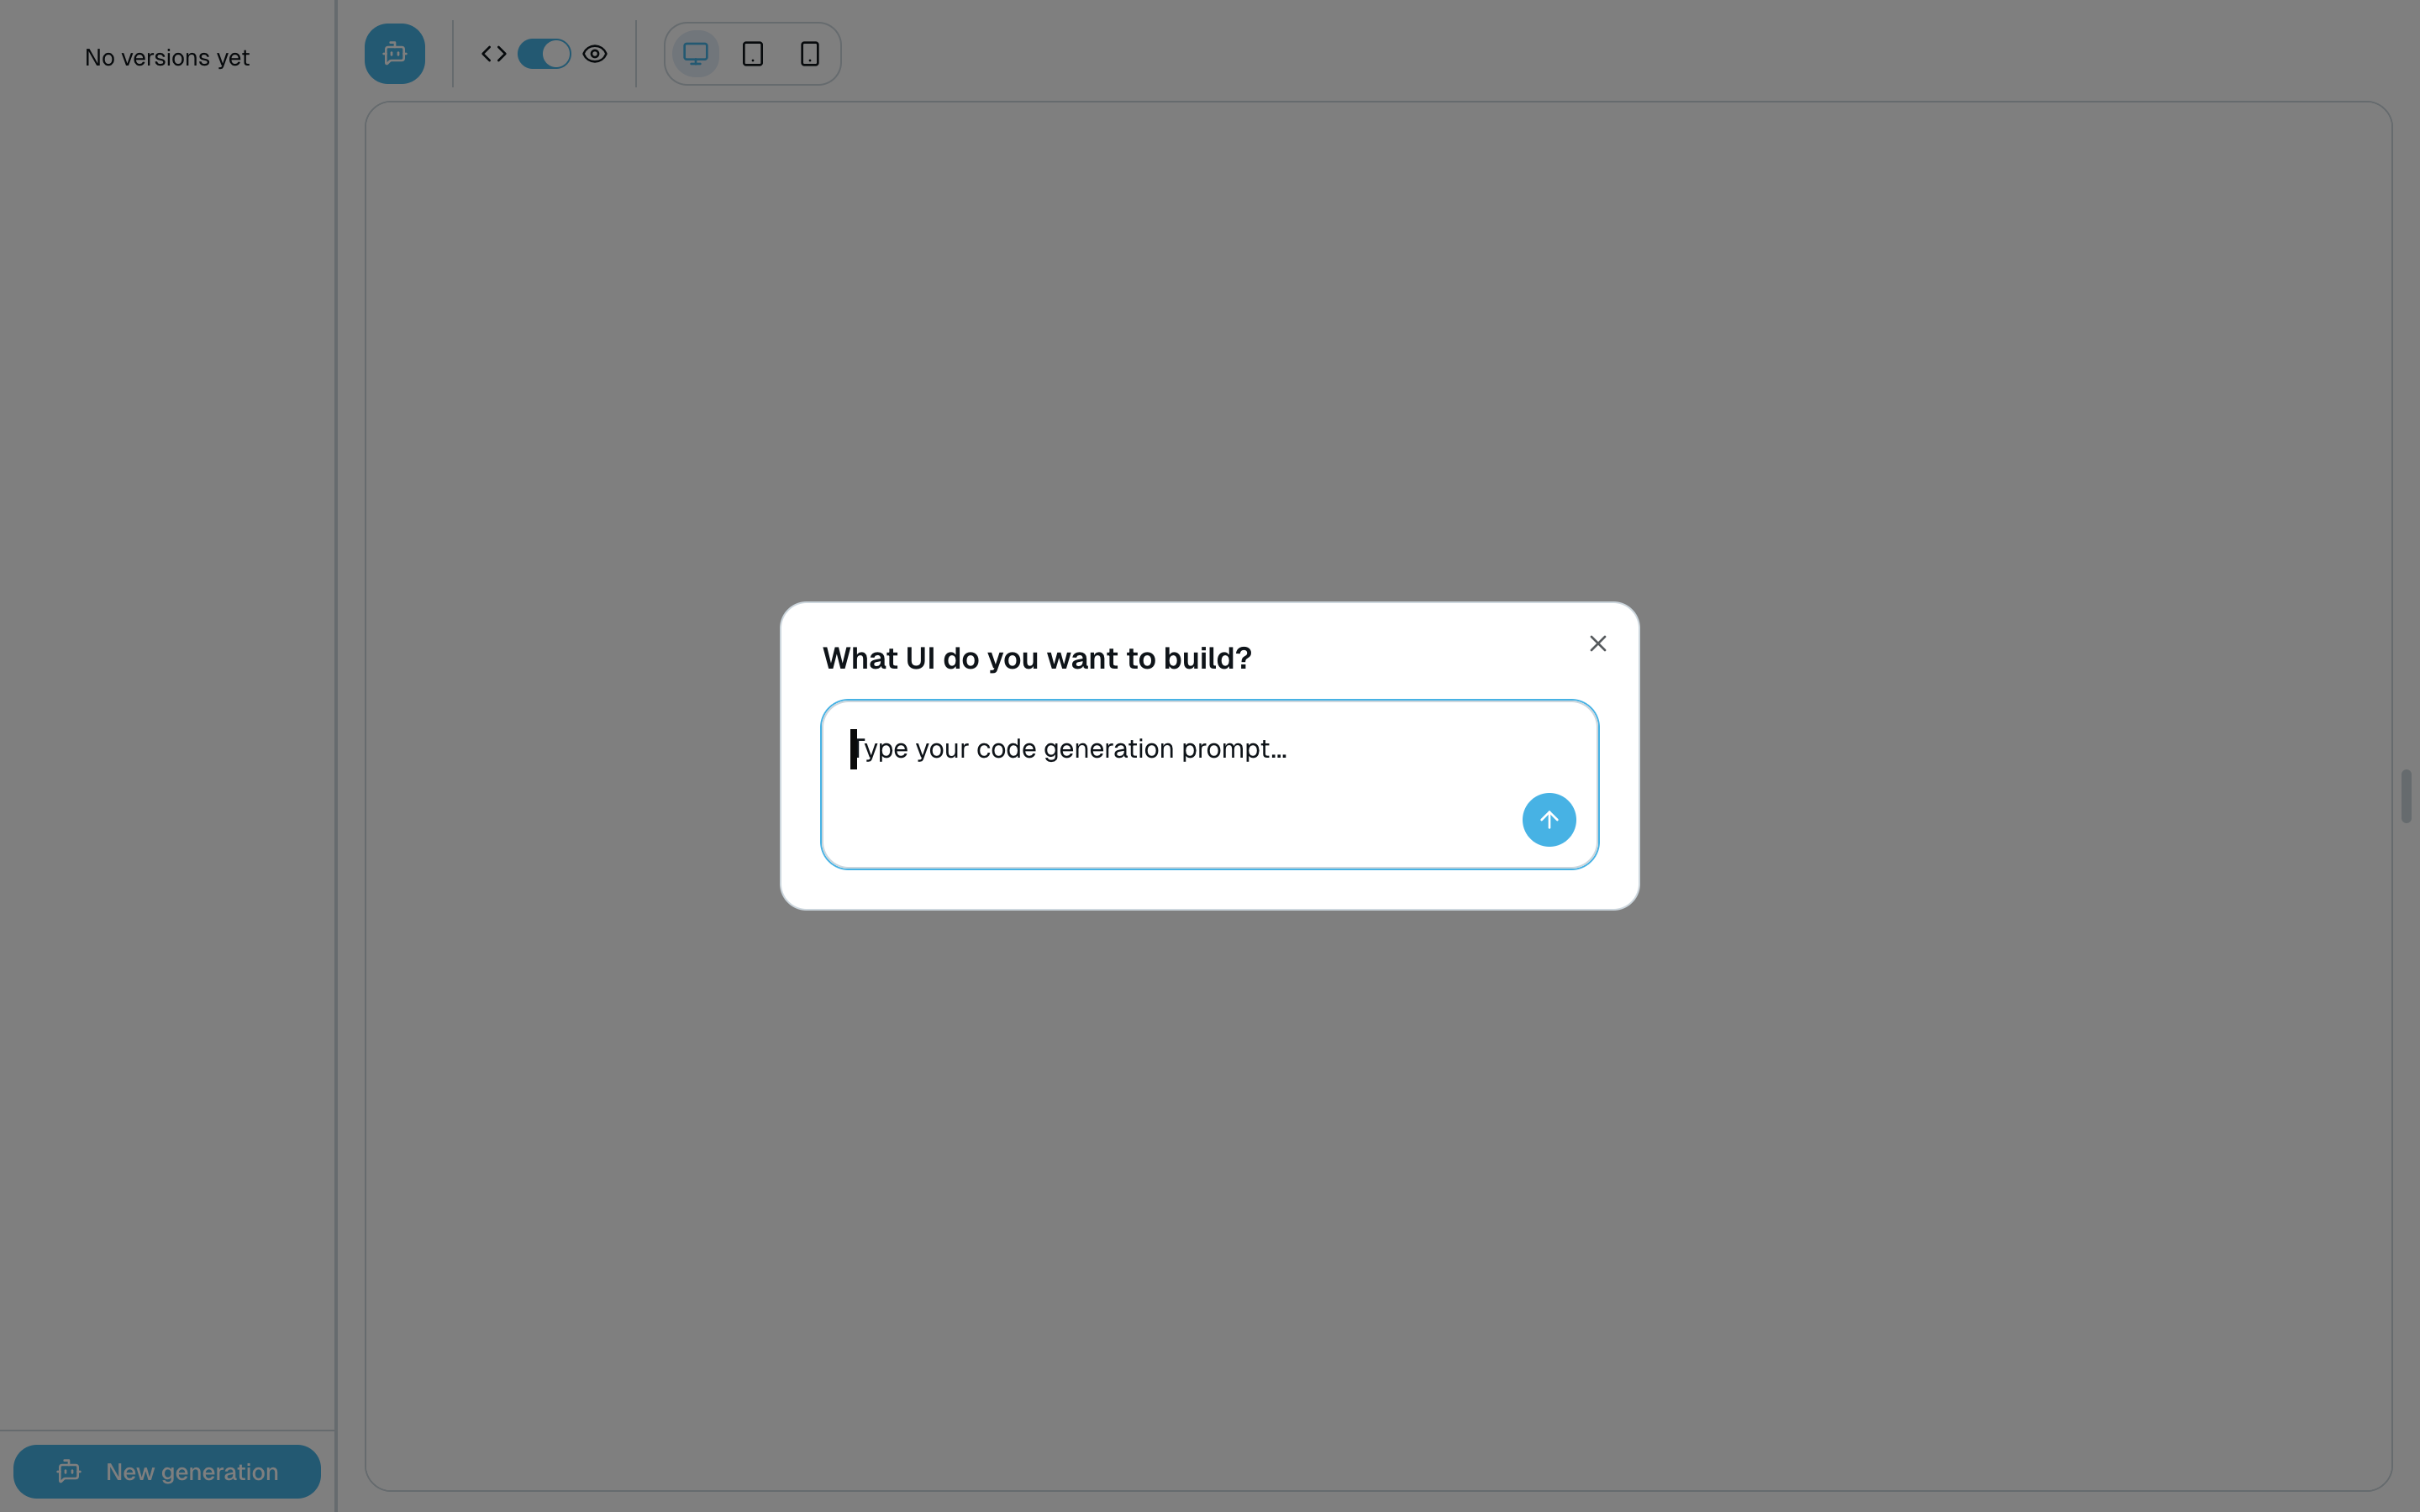 No versions yet
What UI do you want to build?
Type your code generation prompt...
New generation